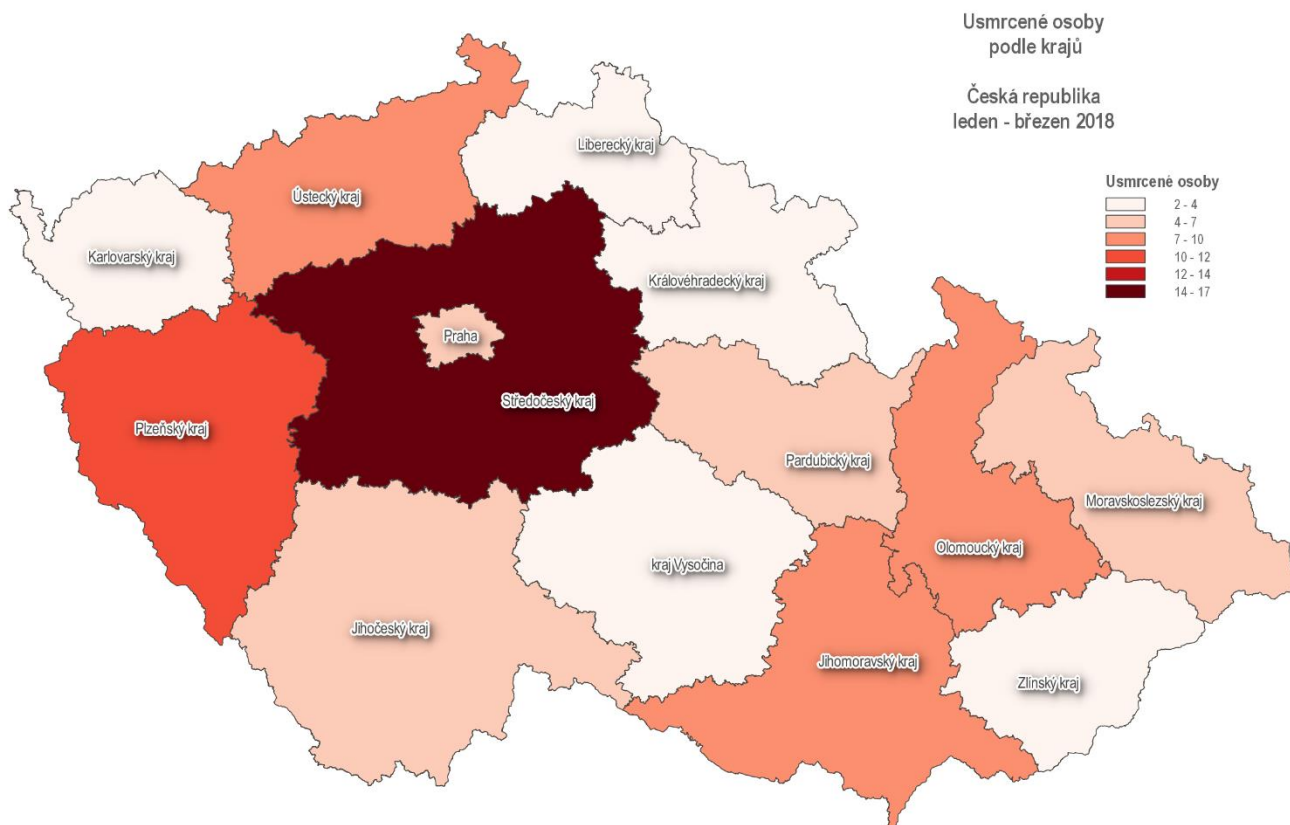 Usmrcené osoby
podle krajů
Česká republika
leden - březen 2018
Usmrcené osoby
2 - 4
4 - 7
7 - 10
10 - 12
12 - 14
14 - 17
Liberecký kraj
Ústecký kraj
Karlovarský kraj
Královéhradecký kraj
Praha
Středočeský kraj
Plzeňský kraj
Pardubický kraj
Moravskoslezský kraj
Olomoucký kraj
kraj Vysočina
Jihočeský kraj
Jihomoravský kraj
Zlínský kraj